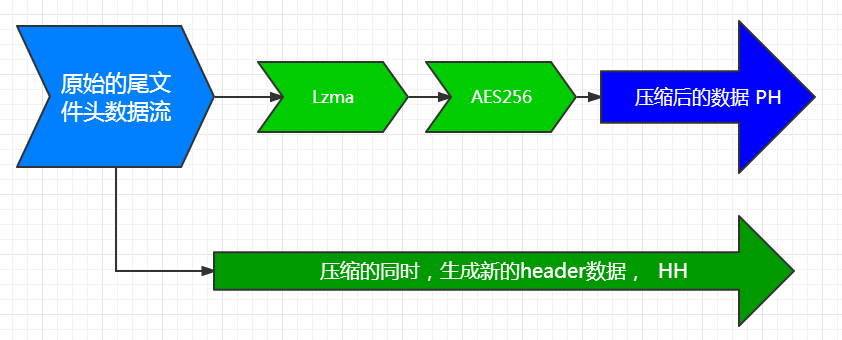 原始的尾文
件头数据流
Lzma
AES256
压缩后的数据 PH
压缩的同时，生成新的header数据， HH